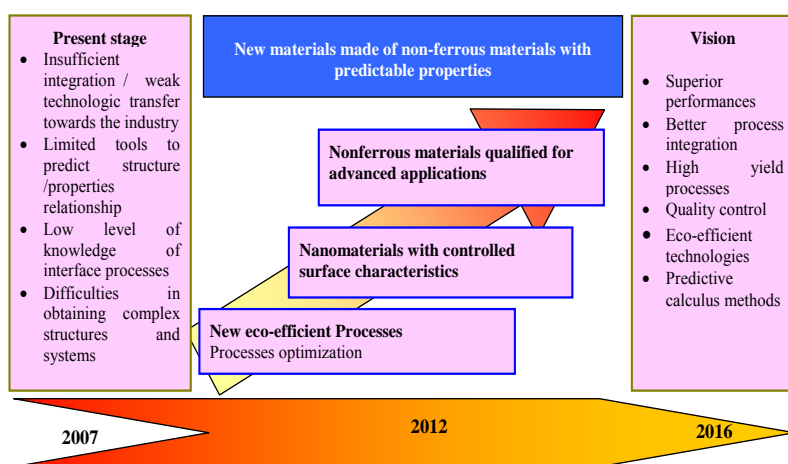 Present stage
• Insufficient
integration / weak
technologic transfer
towards the industry
• Limited tools to
predict structure
/properties
relationship
• Low level of
knowledge of
interface processes
• Difficulties in
obtaining complex
structures and
systems
New materials made of non-ferrous materials with
predictable properties
Nonferrous materials qualified for
advanced applications
Nanomaterials with controlled
surface characteristics
New eco-efficient Processes
Processes optimization
Vision
• Superior
performances
• Better process
integration
• High yield
processes
• Quality control
• Eco-efficient
technologies
• Predictive
calculus methods
2007
2012
2016